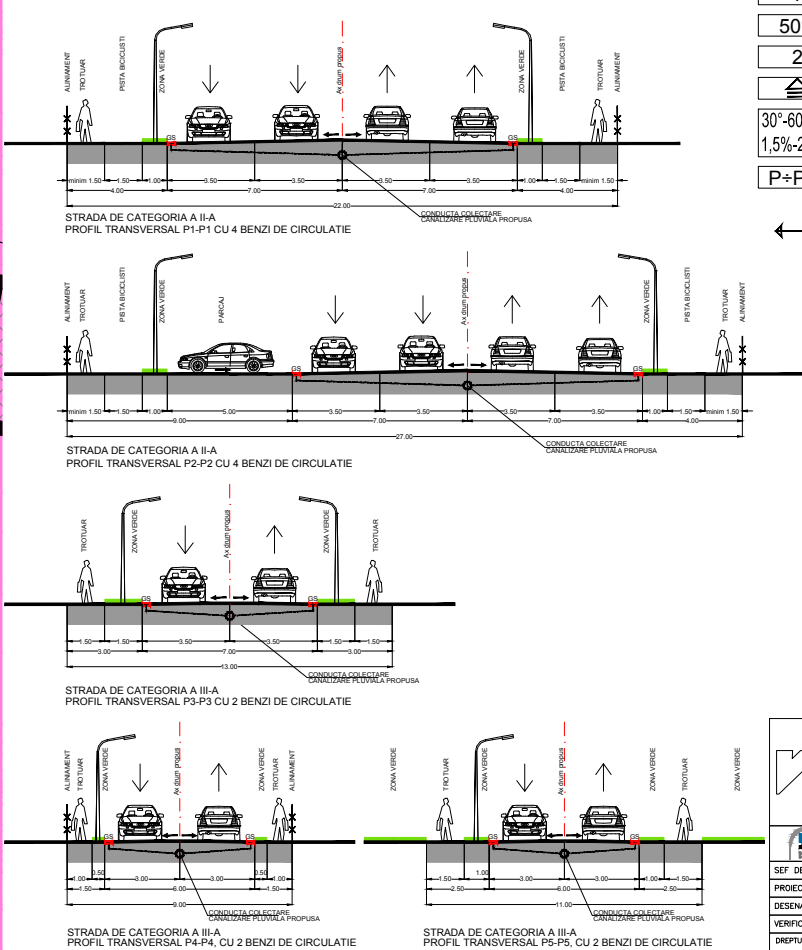 ALINIAMENT
TROTUAR
PISTA BICICLISTI
ZONA VERDE
Ax drum propus
ZONA VERDE
PISTA BICICLISTI
TROTUAR
ALINIAMENT
GS
GS
minim 1.50
1.50
1.00
3.50
3.50
3.50
3.50
1.00
1.50
minim 1.50
4.00
7.00
7.00
4.00
22.00
CONDUCTA COLECTARE
CANALIZARE PLUVIALA PROPUSA
STRADA DE CATEGORIA A II-A
PROFIL TRANSVERSAL P1-P1 CU 4 BENZI DE CIRCULATIE
ALINIAMENT
TROTUAR
PISTA BICICLISTI
ZONA VERDE
PARCAJ
Ax drum propus
ZONA VERDE
PISTA BICICLISTI
TROTUAR
ALINIAMENT
GS
GS
minim 1.50
1.50
1.00
5.00
3.50
3.50
3.50
3.50
1.00
1.50
minim 1.50
9.00
7.00
7.00
4.00
27.00
CONDUCTA COLECTARE
CANALIZARE PLUVIALA PROPUSA
STRADA DE CATEGORIA A II-A
PROFIL TRANSVERSAL P2-P2 CU 4 BENZI DE CIRCULATIE
TROTUAR
ZONA VERDE
Ax drum propus
ZONA VERDE
TROTUAR
GS
GS
1.50
1.50
3.50
3.50
1.50
1.50
3.00
7.00
3.00
13.00
CONDUCTA COLECTARE
CANALIZARE PLUVIALA PROPUSA
STRADA DE CATEGORIA A III-A
PROFIL TRANSVERSAL P3-P3 CU 2 BENZI DE CIRCULATIE
ALINIAMENT
TROTUAR
ZONA VERDE
Ax drum propus
ZONA VERDE
TROTUAR
ALINIAMENT
GS
GS
1.00
0.50
3.00
3.00
0.50
1.00
1.50
6.00
1.50
9.00
CONDUCTA COLECTARE
CANALIZARE PLUVIALA PROPUSA
STRADA DE CATEGORIA A III-A
PROFIL TRANSVERSAL P4-P4, CU 2 BENZI DE CIRCULATIE
ZONA VERDE
TROTUAR
ZONA VERDE
Ax drum propus
ZONA VERDE
TROTUAR
ZONA VERDE
GS
GS
1.50
1.00
3.00
3.00
1.00
1.50
2.50
6.00
2.50
11.00
CONDUCTA COLECTARE
CANALIZARE PLUVIALA PROPUSA
STRADA DE CATEGORIA A III-A
PROFIL TRANSVERSAL P5-P5, CU 2 BENZI DE CIRCULATIE
50
2
30°-60
1,5%-2
P÷P
SEF DE
PROIEC
DESENA
VERIFIC
DREPTU